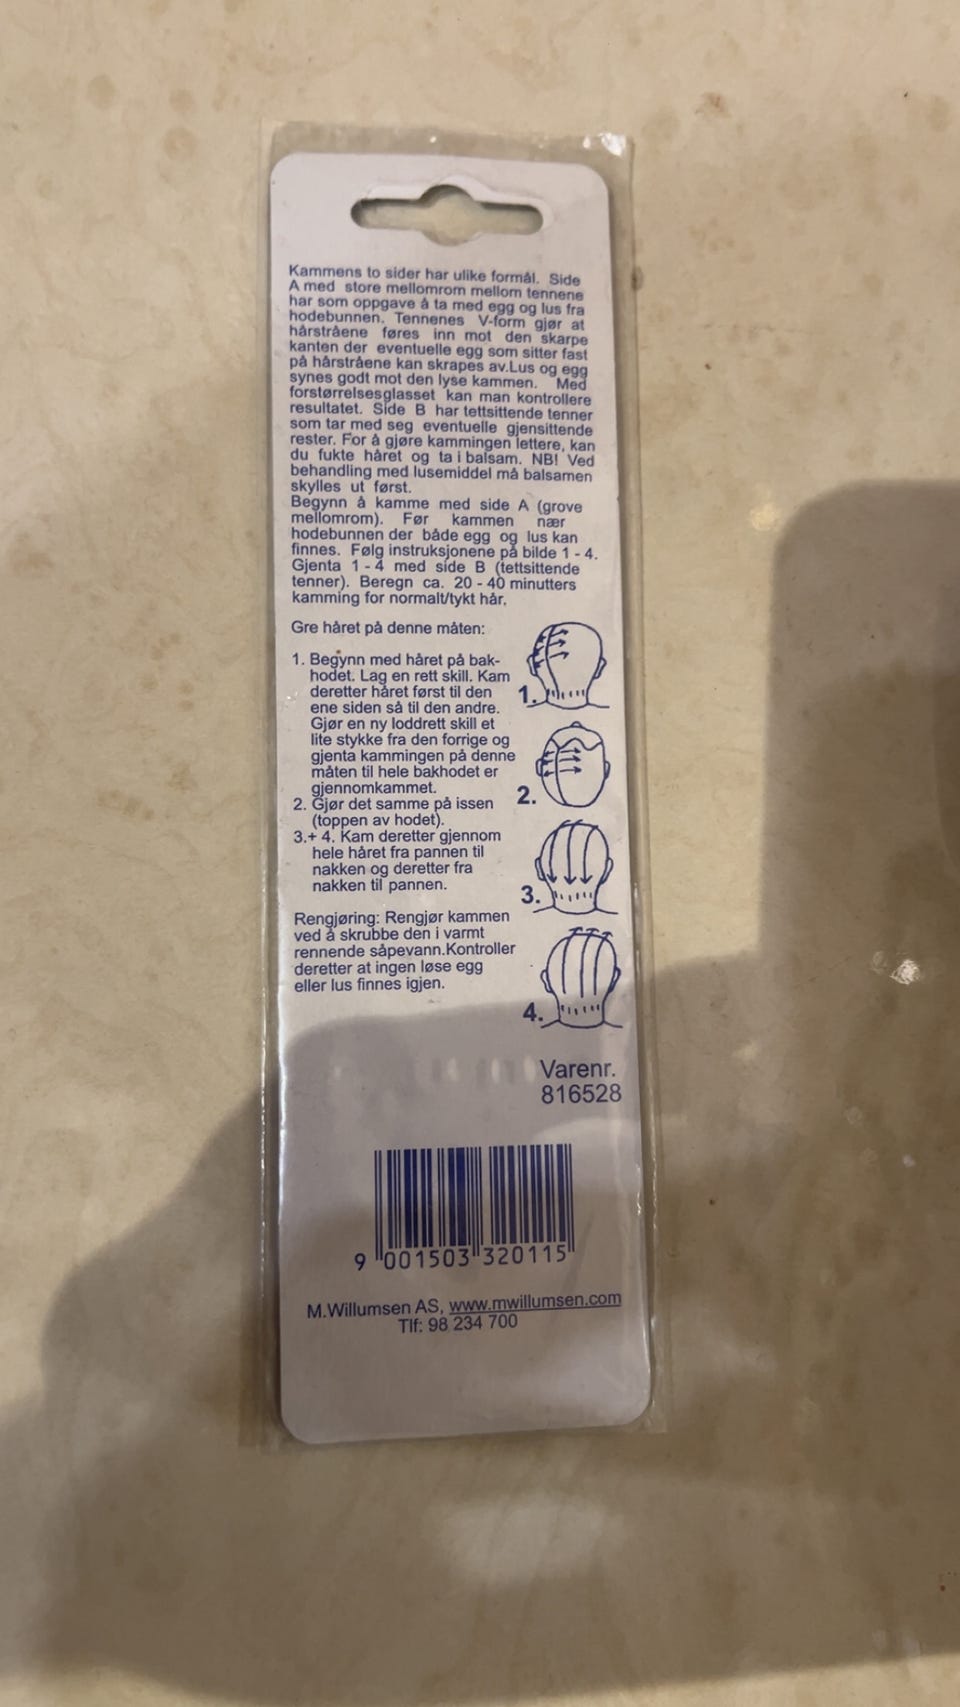 Kammens to sider har ulike formål. Side
A med store mellomrom mellom tennene
har som oppgave å ta med egg og lus fra
hodebunnen. Tennenes V-form gjør at
hårstråene føres inn mot den skarpe
kanten der eventuelle egg som sitter fast
på hårstråene kan skrapes av.Lus og egg
synes godt mot den lyse kammen. Med
forstørrelsesglasset kan man kontrollere
resultatet. Side B har tettsittende tenner
som tar med seg eventuelle gjensittende
rester. For å gjøre kammingen lettere, kan
du fukte håret og ta i balsam. NB! Ved
behandling med lusemiddel må balsamen
skylles ut først.
Begynn å kamme med side A (grove
mellomrom). Før kammen nær
hodebunnen der både egg og lus kan
finnes. Følg instruksjonene på bilde 1 - 4.
Gjenta 1 - 4 med side B (tettsittende
tenner). Beregn ca. 20 - 40 minutters
kamming for normalt/tykt hår.
Gre håret på denne måten:
1. Begynn med håret på bak-
hodet. Lag en rett skill. Kam
deretter håret først til den
ene siden så til den andre.
Gjør en ny loddrett skill et
lite stykke fra den forrige og
gjenta kammingen på denne
måten til hele bakhodet er
gjennomkammet.
2. Gjør det samme på issen
(toppen av hodet).
3.+ 4. Kam deretter gjennom
hele håret fra pannen til
nakken og deretter fra
nakken til pannen.
1.
2.
3.
4.
Rengjøring: Rengjør kammen
ved å skrubbe den i varmt
rennende såpevann.Kontroller
deretter at ingen løse egg
eller lus finnes igjen.
Varenr.
816528
9 001503 320115
M.Willumsen AS, www.mwillumsen.com
Tlf: 98 234 700